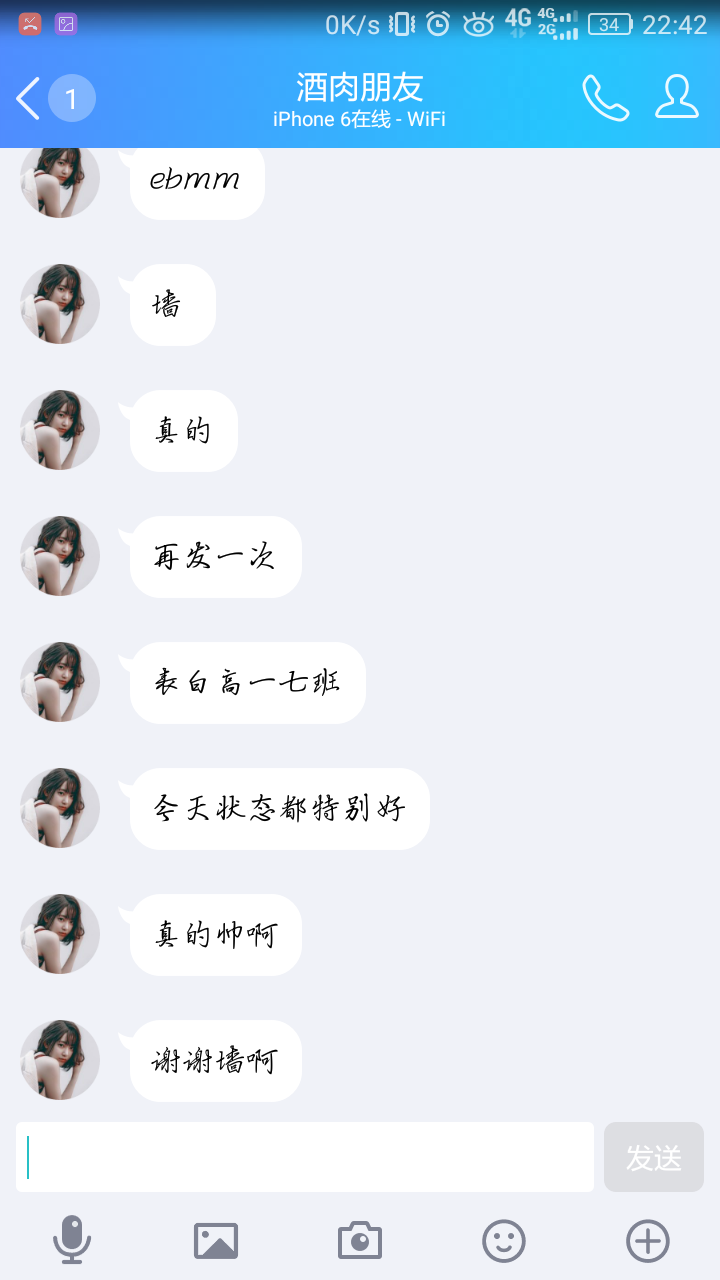 0K/s 4G 4G 2G 34 22:42
1
酒肉朋友
iPhone 6在线 - WiFi
ebmm
墙
真的
再发一次
表白高一七班
今天状态都特别好
真的帅啊
谢谢墙啊
发送